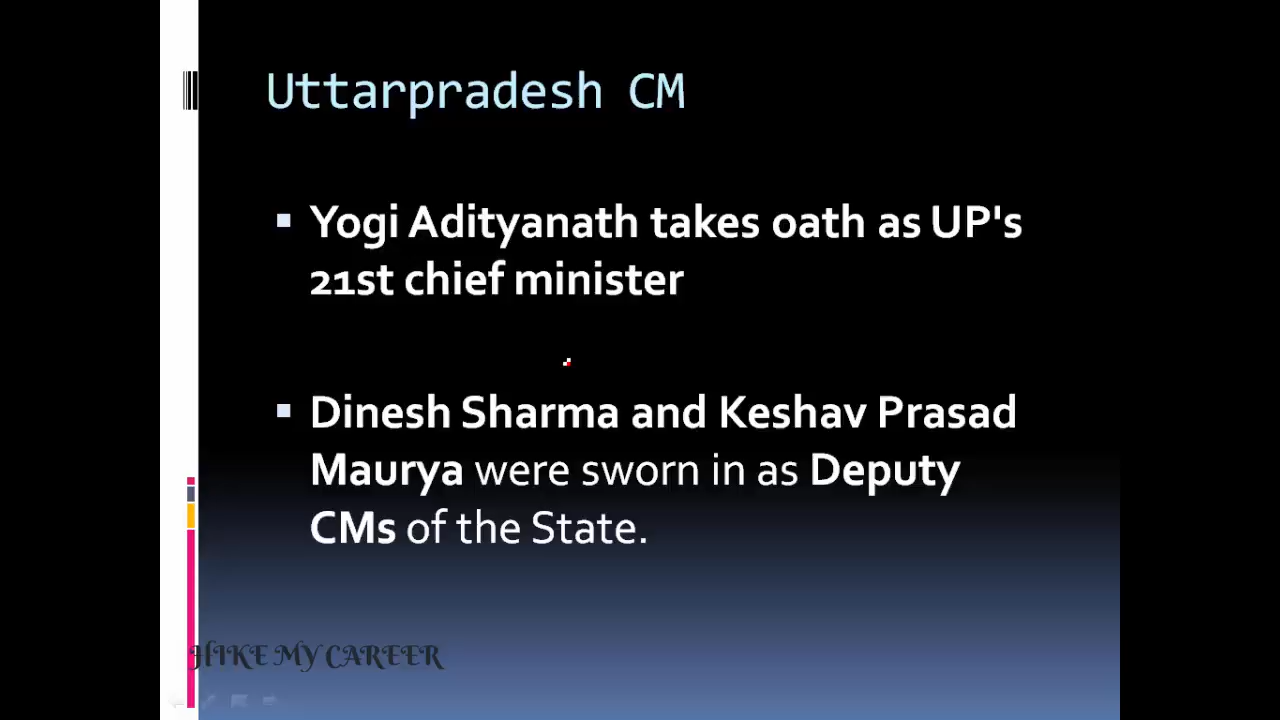 Uttarpradesh CM
Yogi Adityanath takes oath as UP's
21st chief minister
Dinesh Sharma and Keshav Prasad
Maurya were sworn in as Deputy
CMs of the State.
HIKE MY CAREER